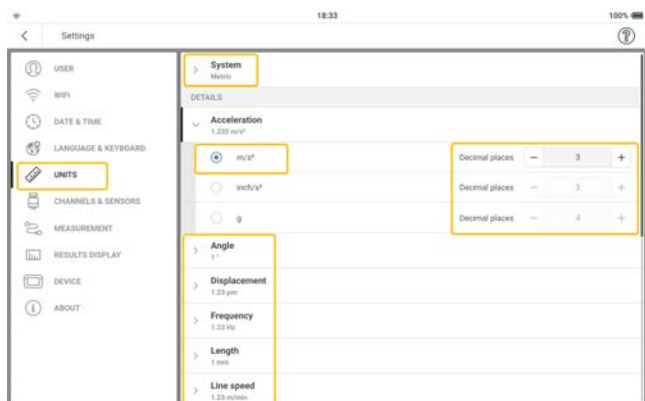 18:33
100%
Settings
USER
WIFI
DATE & TIME
LANGUAGE & KEYBOARD
UNITS
CHANNELS & SENSORS
MEASUREMENT
RESULTS DISPLAY
DEVICE
ABOUT
System
Metric
DETAILS
Acceleration
1.235 m/s²
m/s² Decimal places − 3 +
inch/s² Decimal places − 3 +
g Decimal places − 4 +
Angle
1 °
Displacement
1.23 µm
Frequency
1.23 Hz
Length
1 mm
Line speed
1.23 m/min